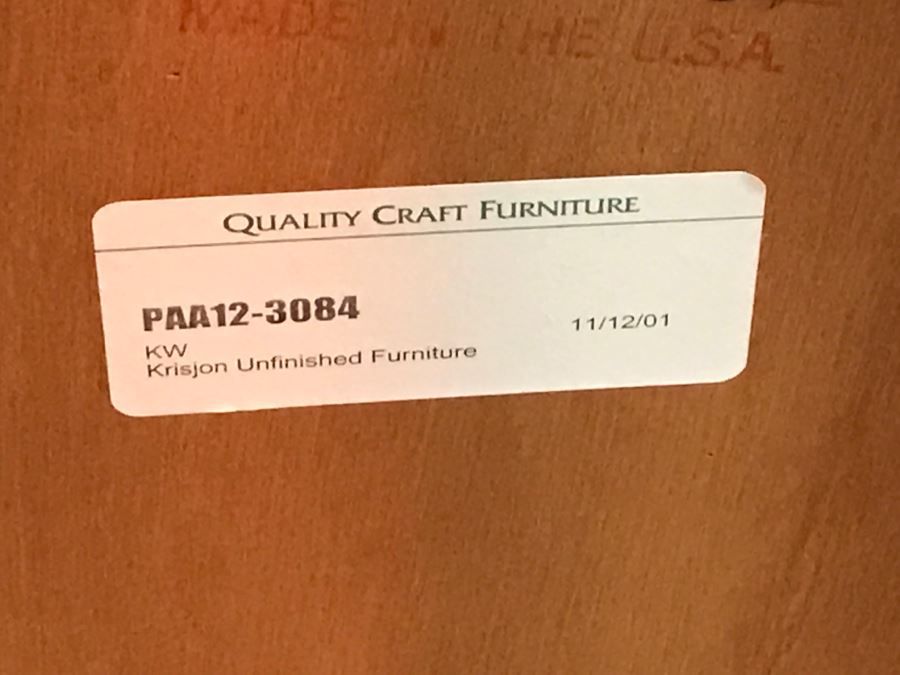 MADE IN THE U.S.A.
QUALITY CRAFT FURNITURE
PAA12-3084
11/12/01
KW
Krisjon Unfinished Furniture